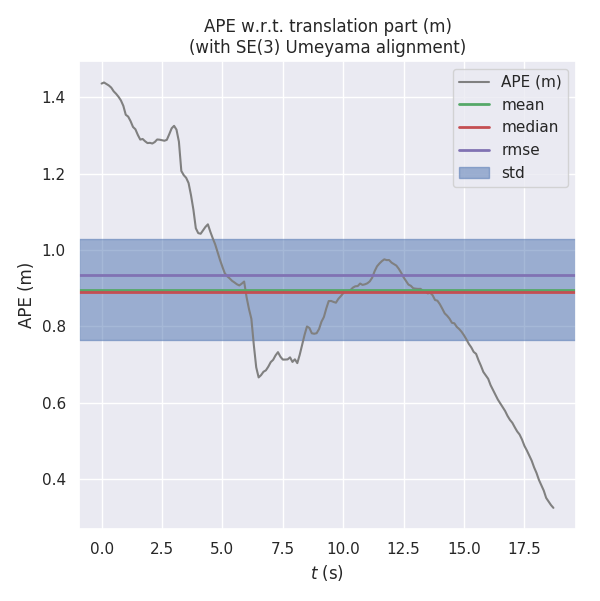 APE w.r.t. translation part (m)
(with SE(3) Umeyama alignment)
APE (m)
mean
median
rmse
std
APE (m)
1.4
1.2
1.0
0.8
0.6
0.4
0.0 2.5 5.0 7.5 10.0 12.5 15.0 17.5
t (s)